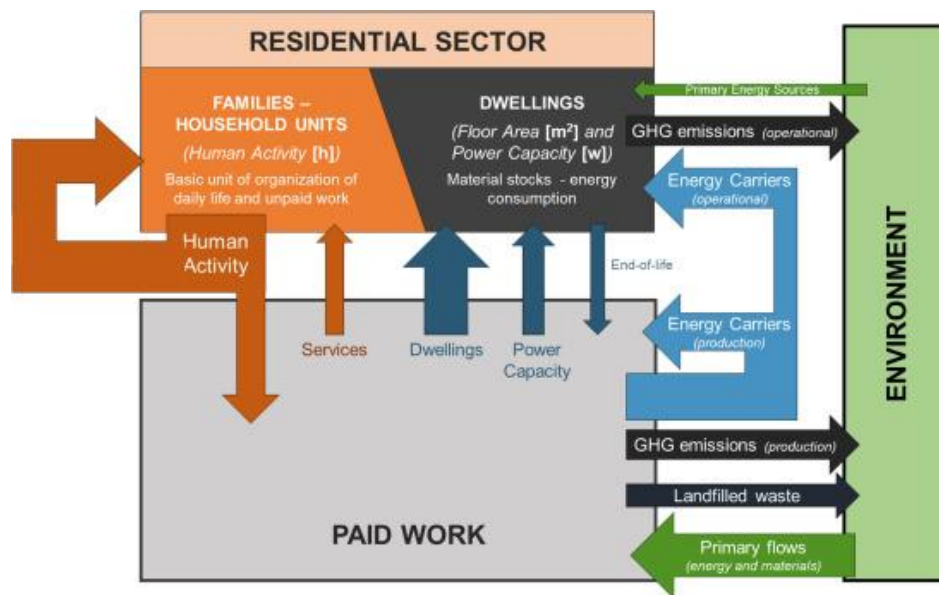 RESIDENTIAL SECTOR
FAMILIES –
HOUSEHOLD UNITS
(Human Activity [h])
Basic unit of organization of
daily life and unpaid work
DWELLINGS
(Floor Area [m²] and
Power Capacity [w])
Material stocks - energy
consumption
Primary Energy Sources
GHG emissions (operational)
Energy Carriers
(operational)
Human
Activity
End-of-life
Services
Dwellings
Power
Capacity
Energy Carriers
(production)
ENVIRONMENT
GHG emissions (production)
Landfilled waste
PAID WORK
Primary flows
(energy and materials)